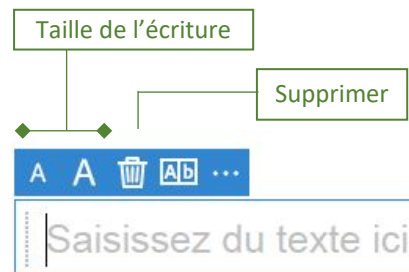 Taille de l’écriture
Supprimer
A A Ab ...
Saisissez du texte ici